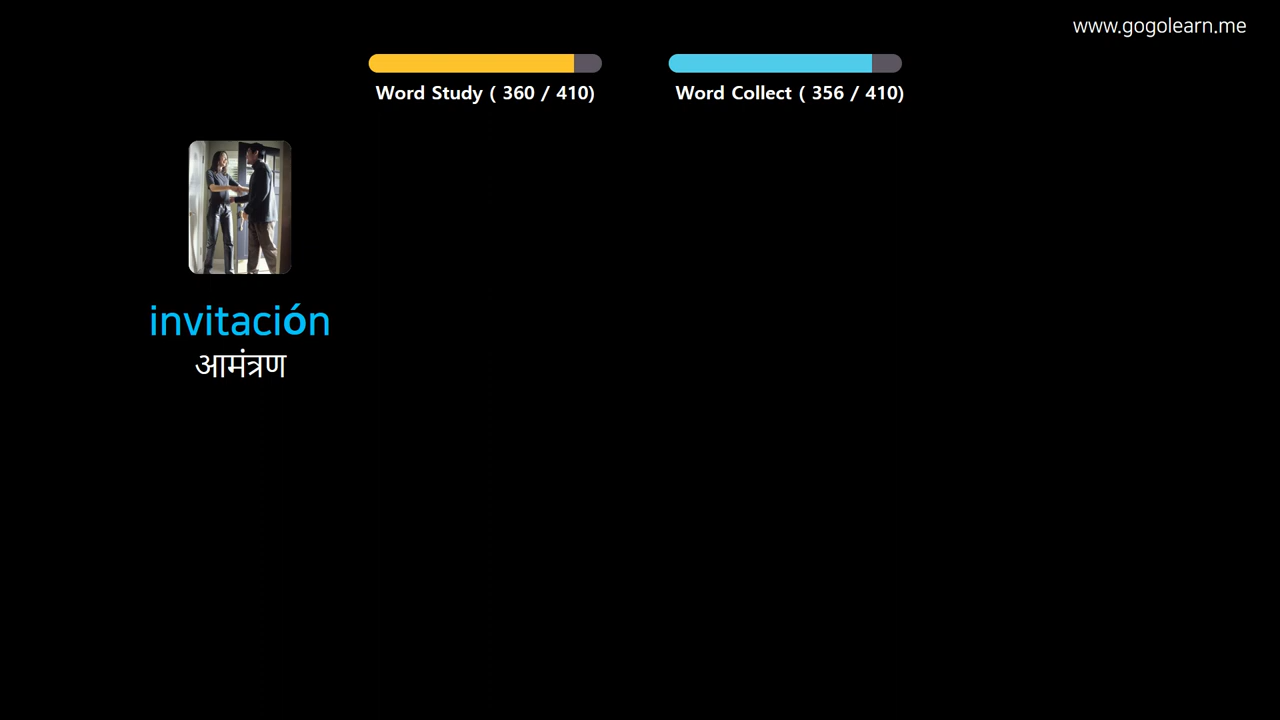 www.gogolearn.me
Word Study ( 360 / 410)
Word Collect ( 356 / 410)
invitación
आमंत्रण